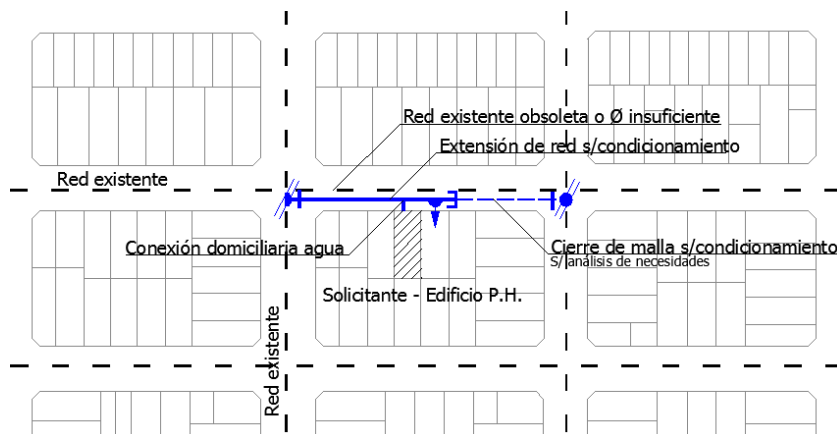 Red existente obsoleta o Ø insuficiente
Extensión de red s/condicionamiento
Red existente
Conexión domiciliaria agua
Cierre de malla s/condicionamiento
S/análisis de necesidades
Solicitante - Edificio P.H.
Red existente